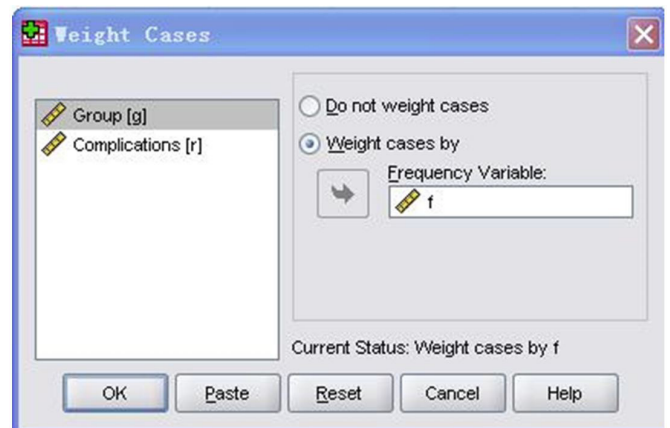 Weight Cases
Group [g]
Complications [r]
Do not weight cases
Weight cases by
Frequency Variable:
f
Current Status: Weight cases by f
OK
Paste
Reset
Cancel
Help